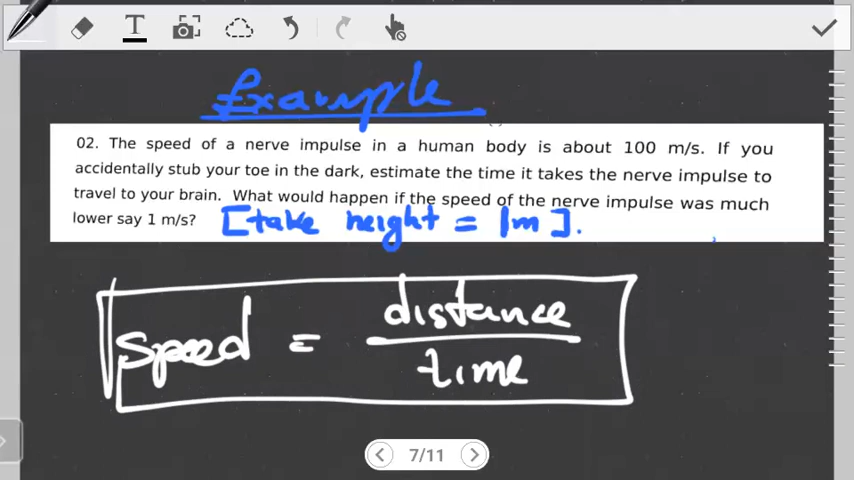 T
Example
02. The speed of a nerve impulse in a human body is about 100 m/s. If you
accidentally stub your toe in the dark, estimate the time it takes the nerve impulse to
travel to your brain. What would happen if the speed of the nerve impulse was much
lower say 1 m/s? [take height = 1m].
speed = distance
time
7/11